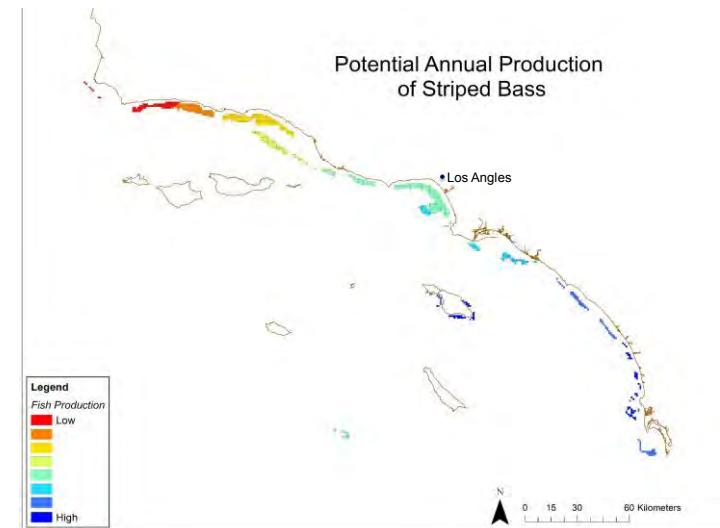 Potential Annual Production
of Striped Bass
Los Angles
Legend
Fish Production
Low
High
N
0 15 30 60 Kilometers